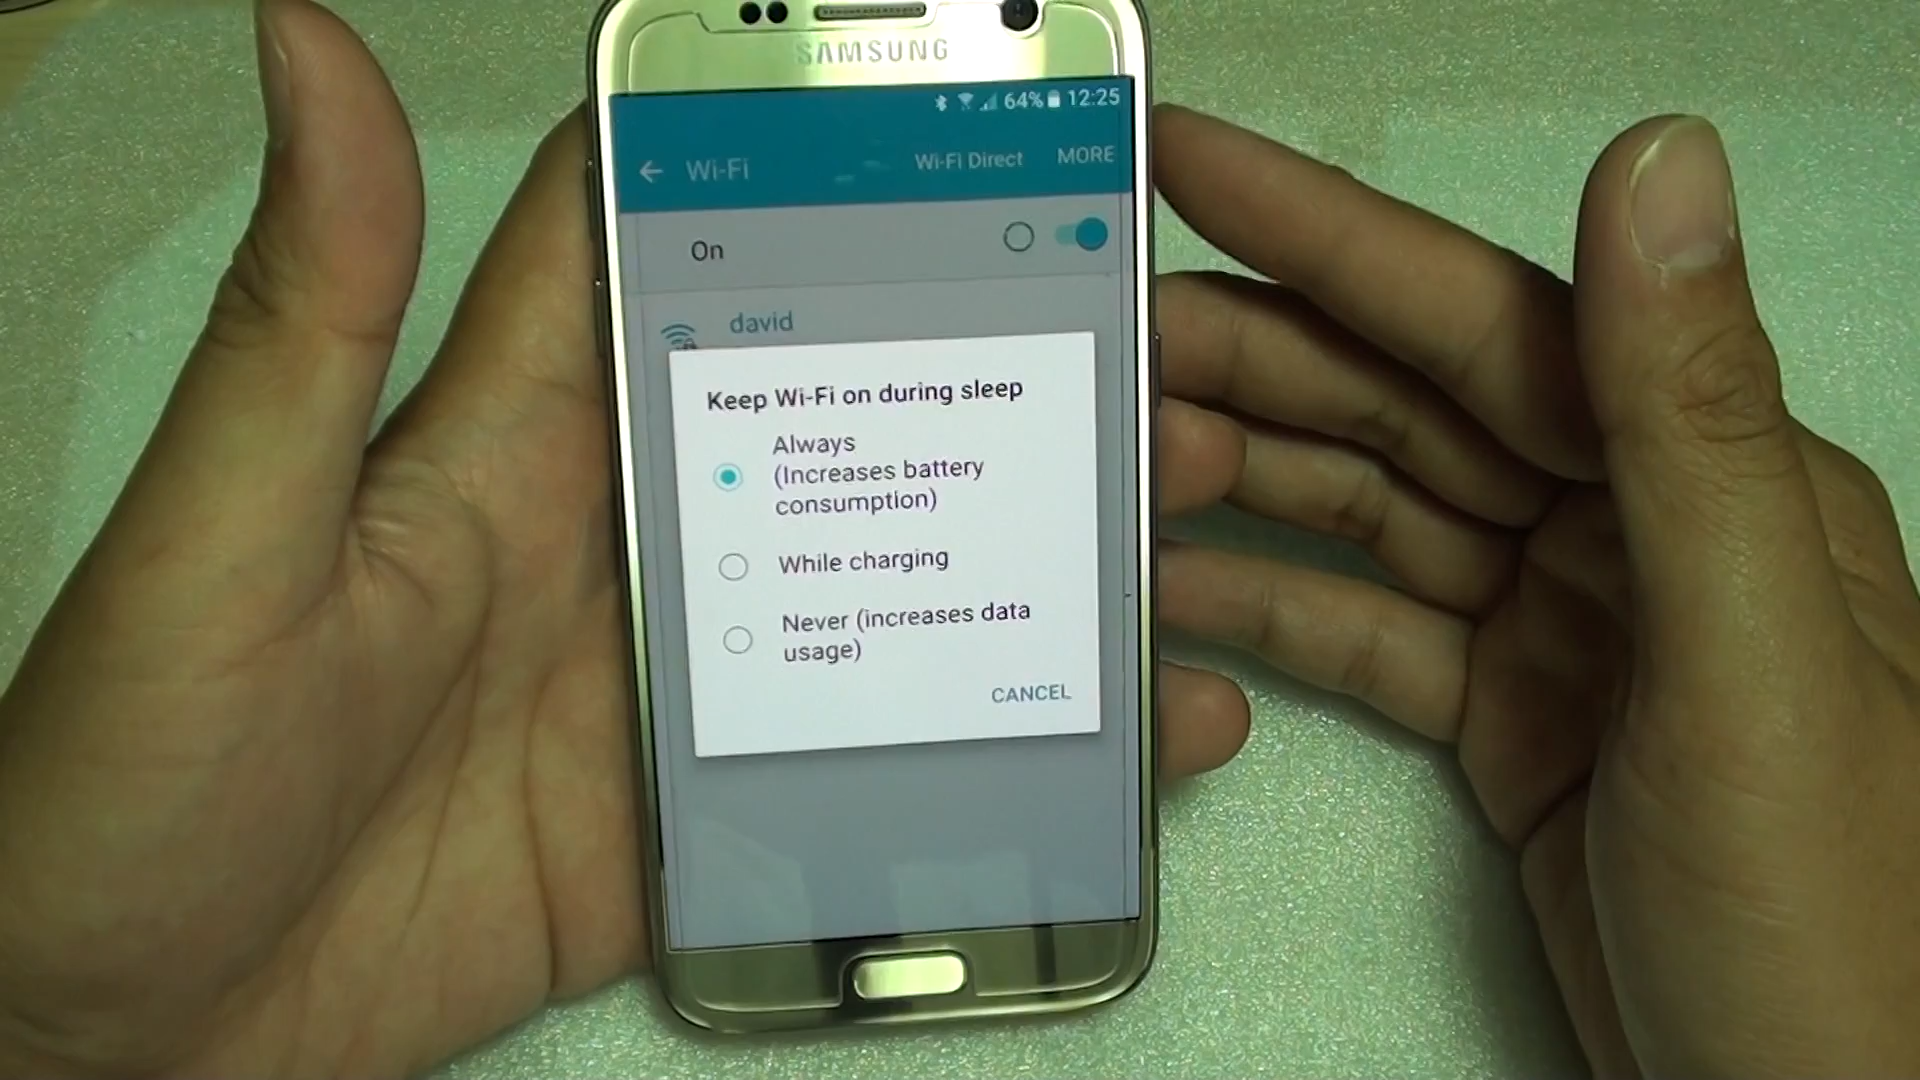 SAMSUNG
64% 12:25
Wi-Fi Wi-Fi Direct MORE
On
david
Keep Wi-Fi on during sleep
Always
(Increases battery
consumption)
While charging
Never (increases data
usage)
CANCEL